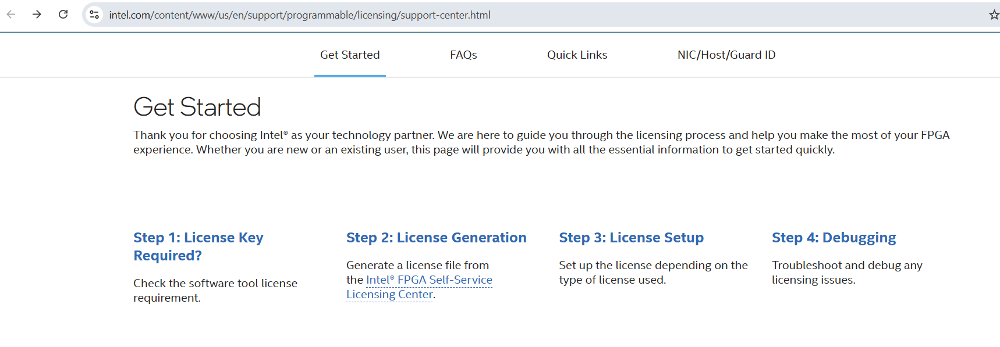 intel.com/content/www/us/en/support/programmable/licensing/support-center.html
Get Started
FAQs
Quick Links
NIC/Host/Guard ID
Get Started
Thank you for choosing Intel® as your technology partner. We are here to guide you through the licensing process and help you make the most of your FPGA
experience. Whether you are new or an existing user, this page will provide you with all the essential information to get started quickly.
Step 1: License Key
Required?
Check the software tool license
requirement.
Step 2: License Generation
Generate a license file from
the Intel® FPGA Self-Service
Licensing Center.
Step 3: License Setup
Set up the license depending on the
type of license used.
Step 4: Debugging
Troubleshoot and debug any
licensing issues.